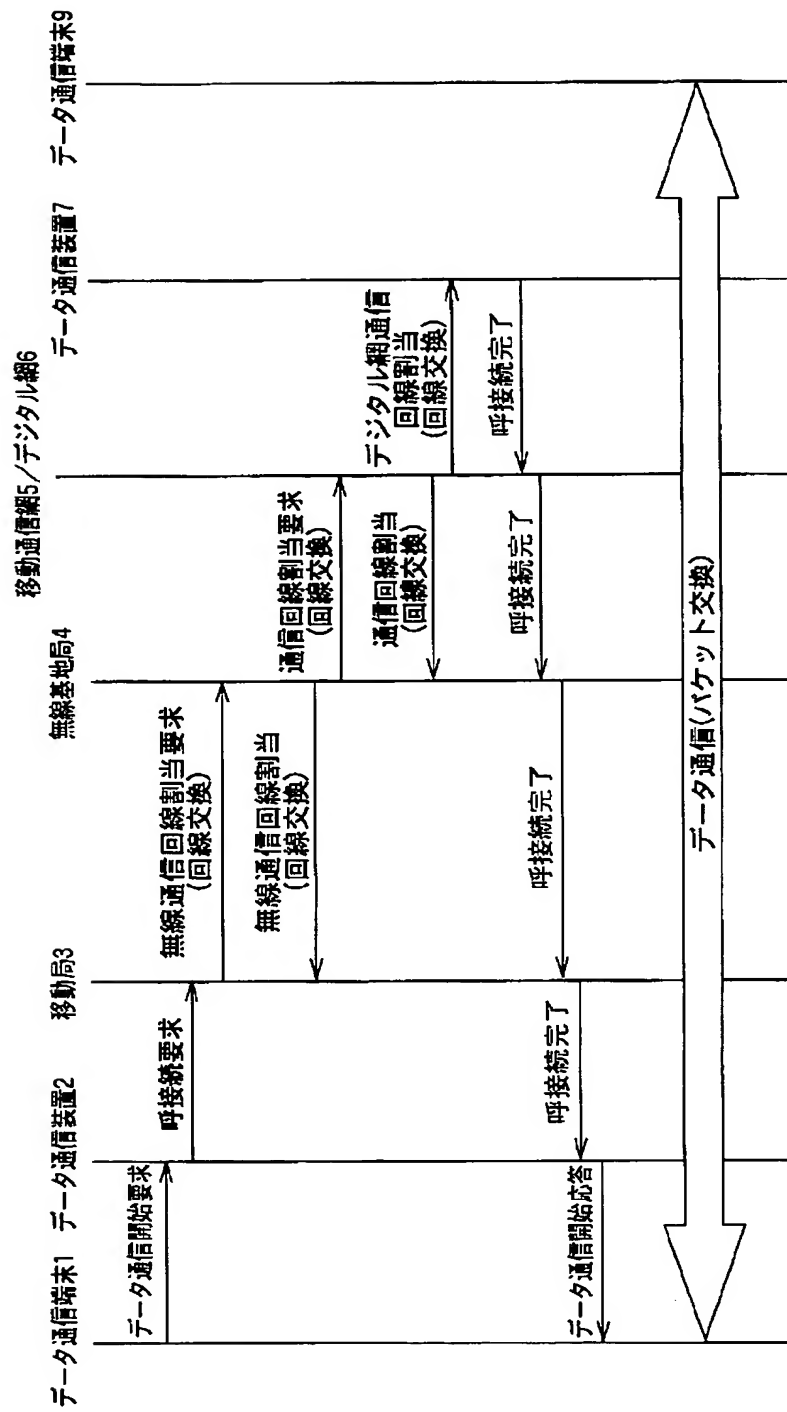 データ通信端末1
データ通信装置2
移動局3
無線基地局4
移動通信網5／デジタル網6
データ通信装置7
データ通信端末9
データ通信開始要求
呼接続要求
無線通信回線割当要求
(回線交換)
無線通信回線割当
(回線交換)
通信回線割当要求
(回線交換)
通信回線割当
(回線交換)
デジタル網通信
回線割当
(回線交換)
呼接続完了
呼接続完了
呼接続完了
呼接続完了
データ通信開始応答
データ通信(パケット交換)